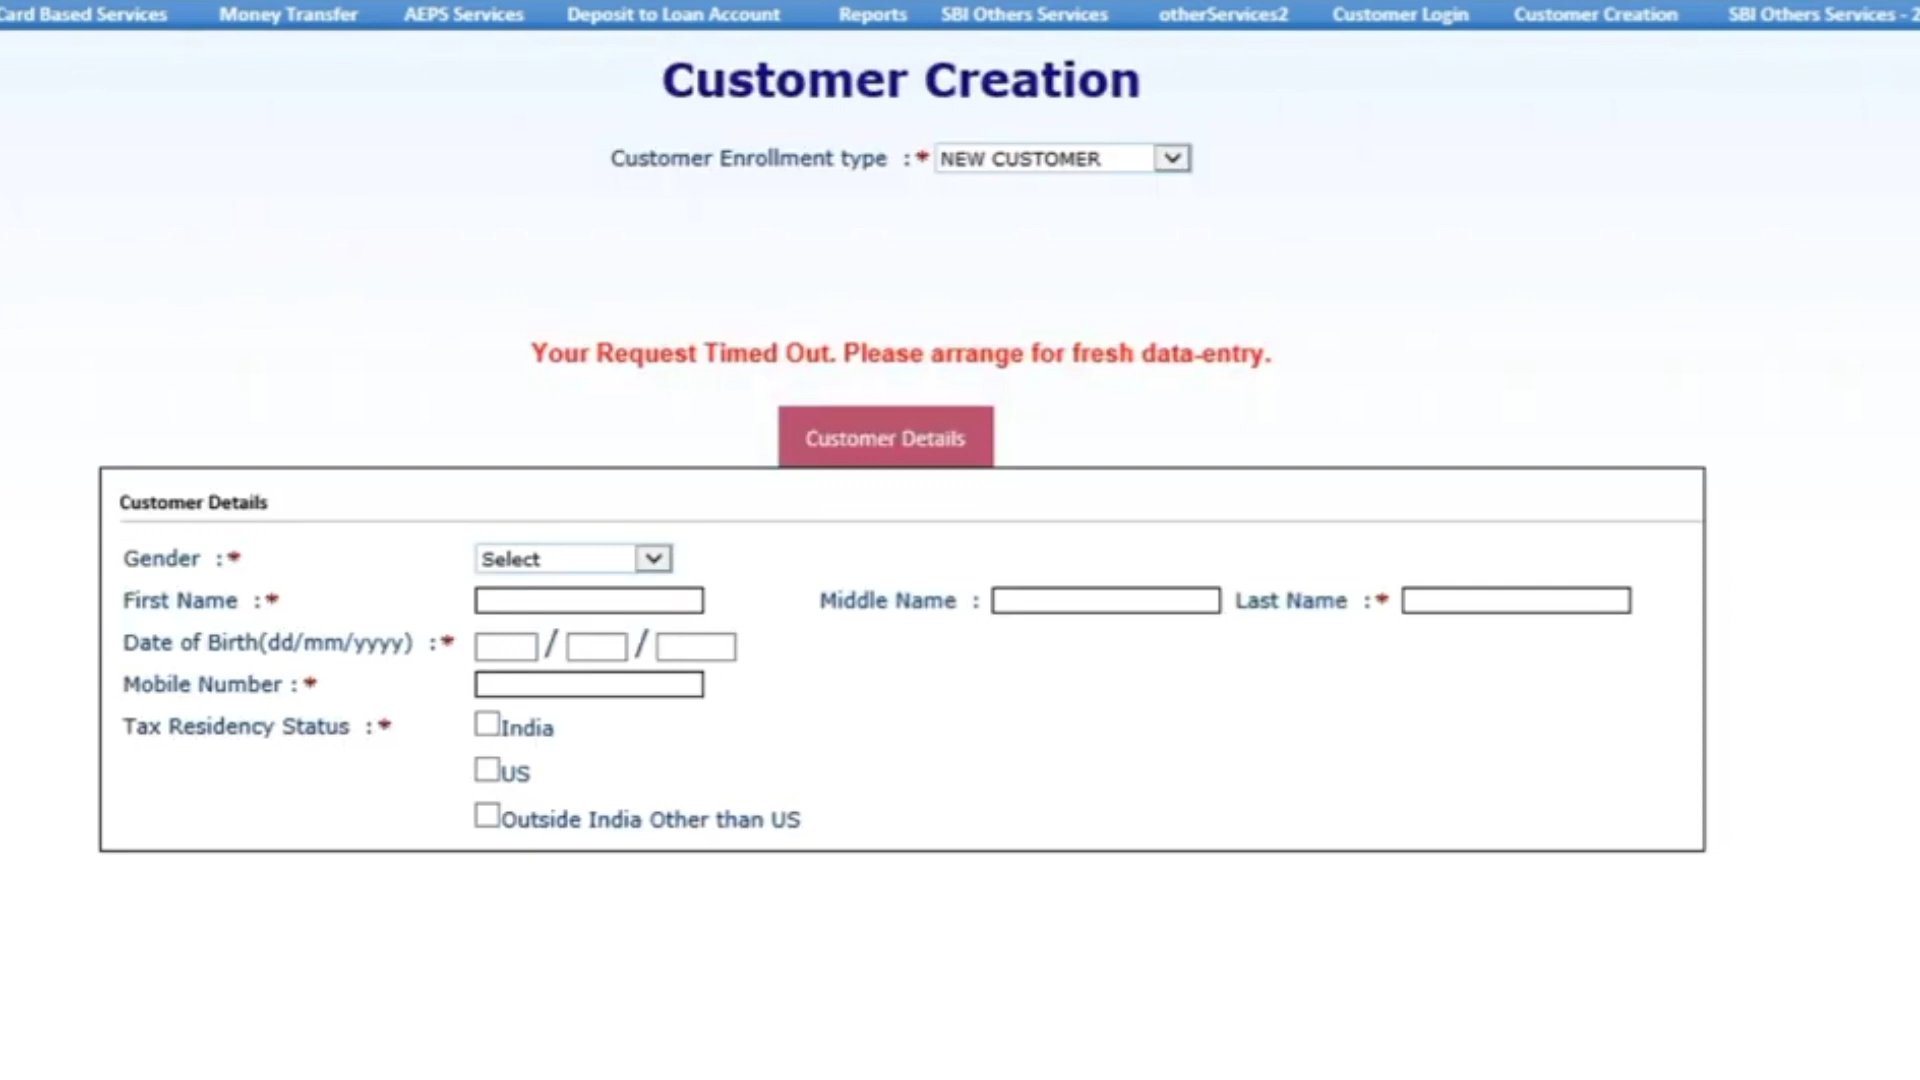 Card Based Services Money Transfer AEPS Services Deposit to Loan Account Reports SBI Others Services otherServices2 Customer Login Customer Creation SBI Others Services - 2
Customer Creation
Customer Enrollment type :* NEW CUSTOMER
Your Request Timed Out. Please arrange for fresh data-entry.
Customer Details
Customer Details
Gender :* Select
First Name :* Middle Name : Last Name :*
Date of Birth(dd/mm/yyyy) :* / /
Mobile Number : *
Tax Residency Status :* India
US
Outside India Other than US